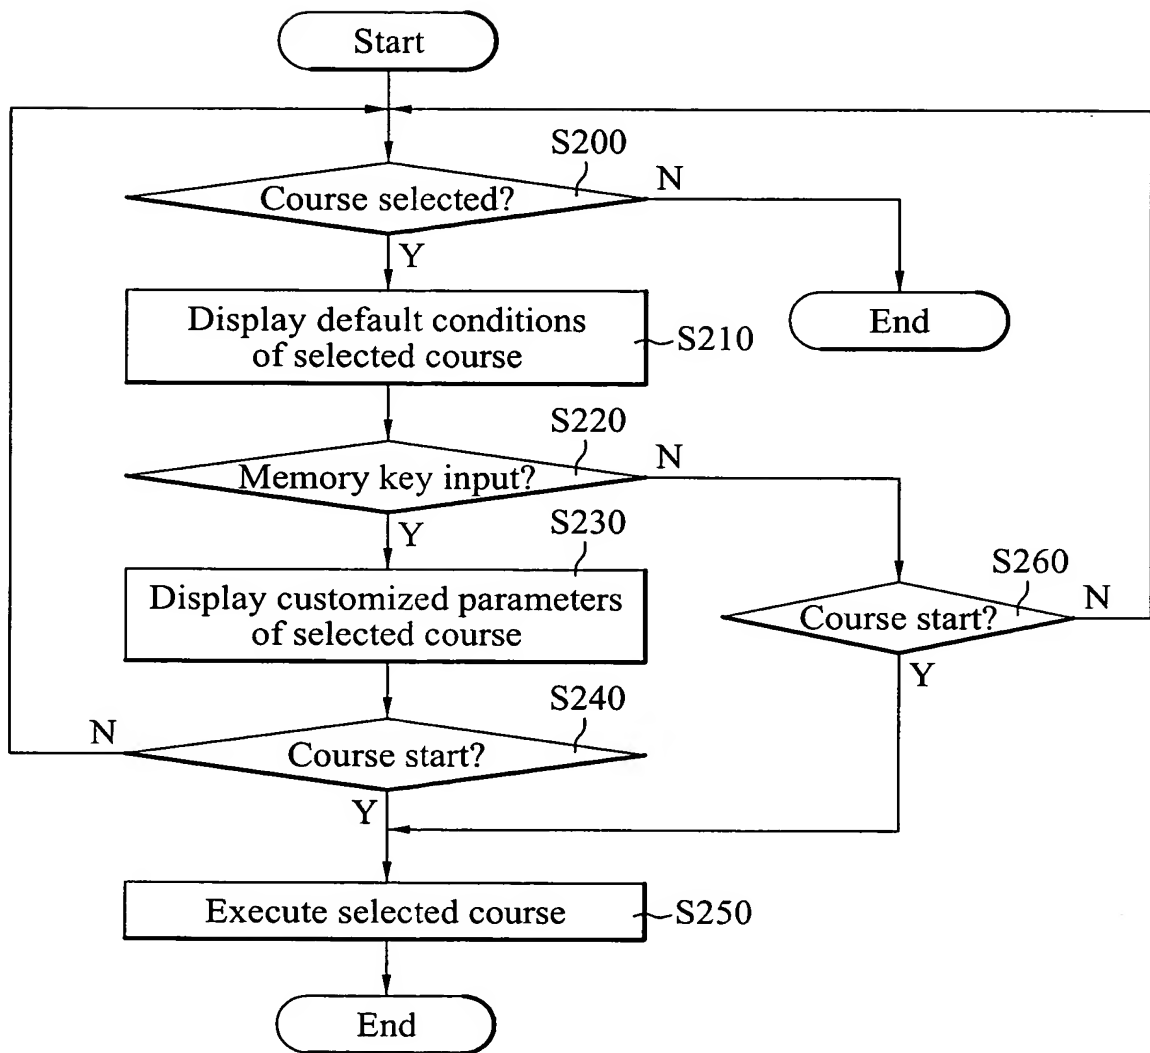 Start
S200
Course selected?
N
Y
Display default conditions
of selected course
S210
End
S220
Memory key input?
N
Y
S230
Display customized parameters
of selected course
S260
Course start?
N
Y
S240
N
Course start?
Y
Execute selected course
S250
End